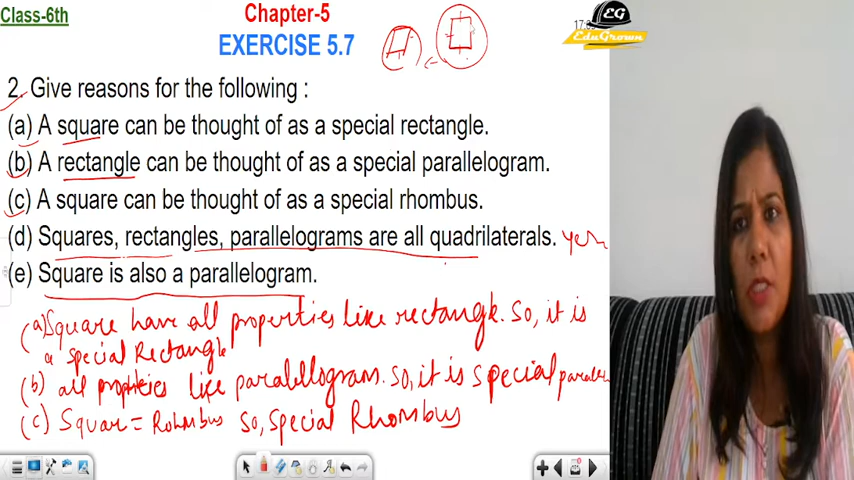 Class-6th
Chapter-5
EXERCISE 5.7
EG
EduGrown
2. Give reasons for the following :
(a) A square can be thought of as a special rectangle.
(b) A rectangle can be thought of as a special parallelogram.
(c) A square can be thought of as a special rhombus.
(d) Squares, rectangles, parallelograms are all quadrilaterals. yes
(e) Square is also a parallelogram.
(a) Square have all properties like rectangle. So, it is
a special Rectangle
(b) all properties like parallelogram. so, it is special
(c) Square = Rohmbus so, special Rhombus